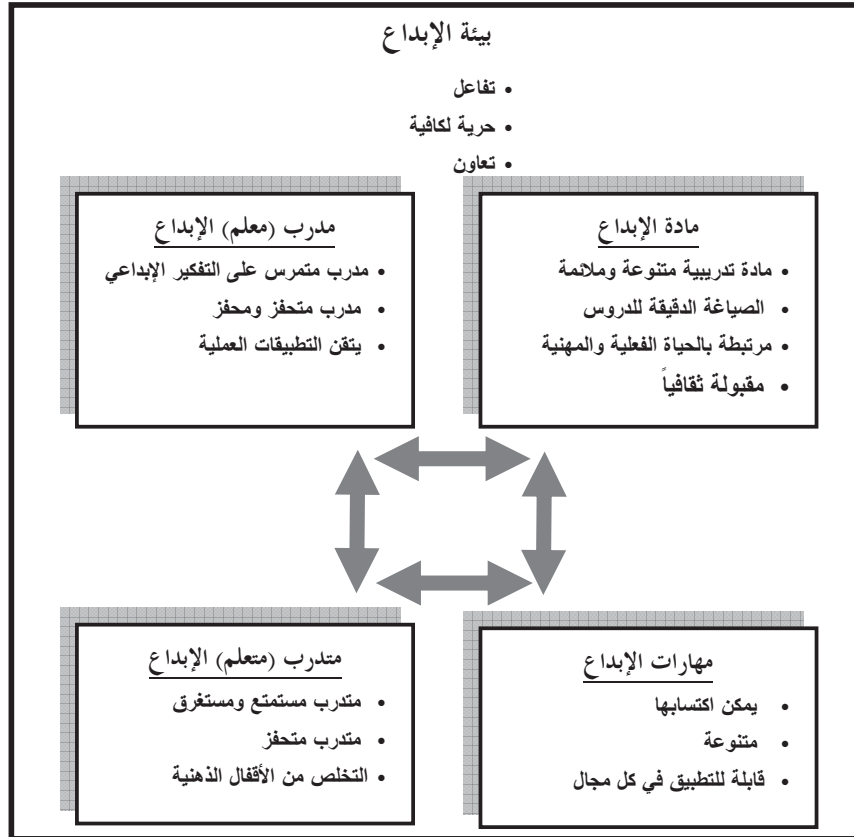 بيئة الإبداع
• تفاعل
• حرية لكافية
• تعاون
مادة الإبداع
• مادة تدريبية متنوعة وملائمة
• الصياغة الدقيقة للدروس
• مرتبطة بالحياة الفعلية والمهنية
• مقبولة ثقافياً
مدرب (معلم) الإبداع
• مدرب متمرس على التفكير الإبداعي
• مدرب متحفز ومحفز
• يتقن التطبيقات العملية
مهارات الإبداع
• يمكن اكتسابها
• متنوعة
• قابلة للتطبيق في كل مجال
متدرب (متعلم) الإبداع
• متدرب مستمتع ومستغرق
• متدرب متحفز
• التخلص من الأقفال الذهنية